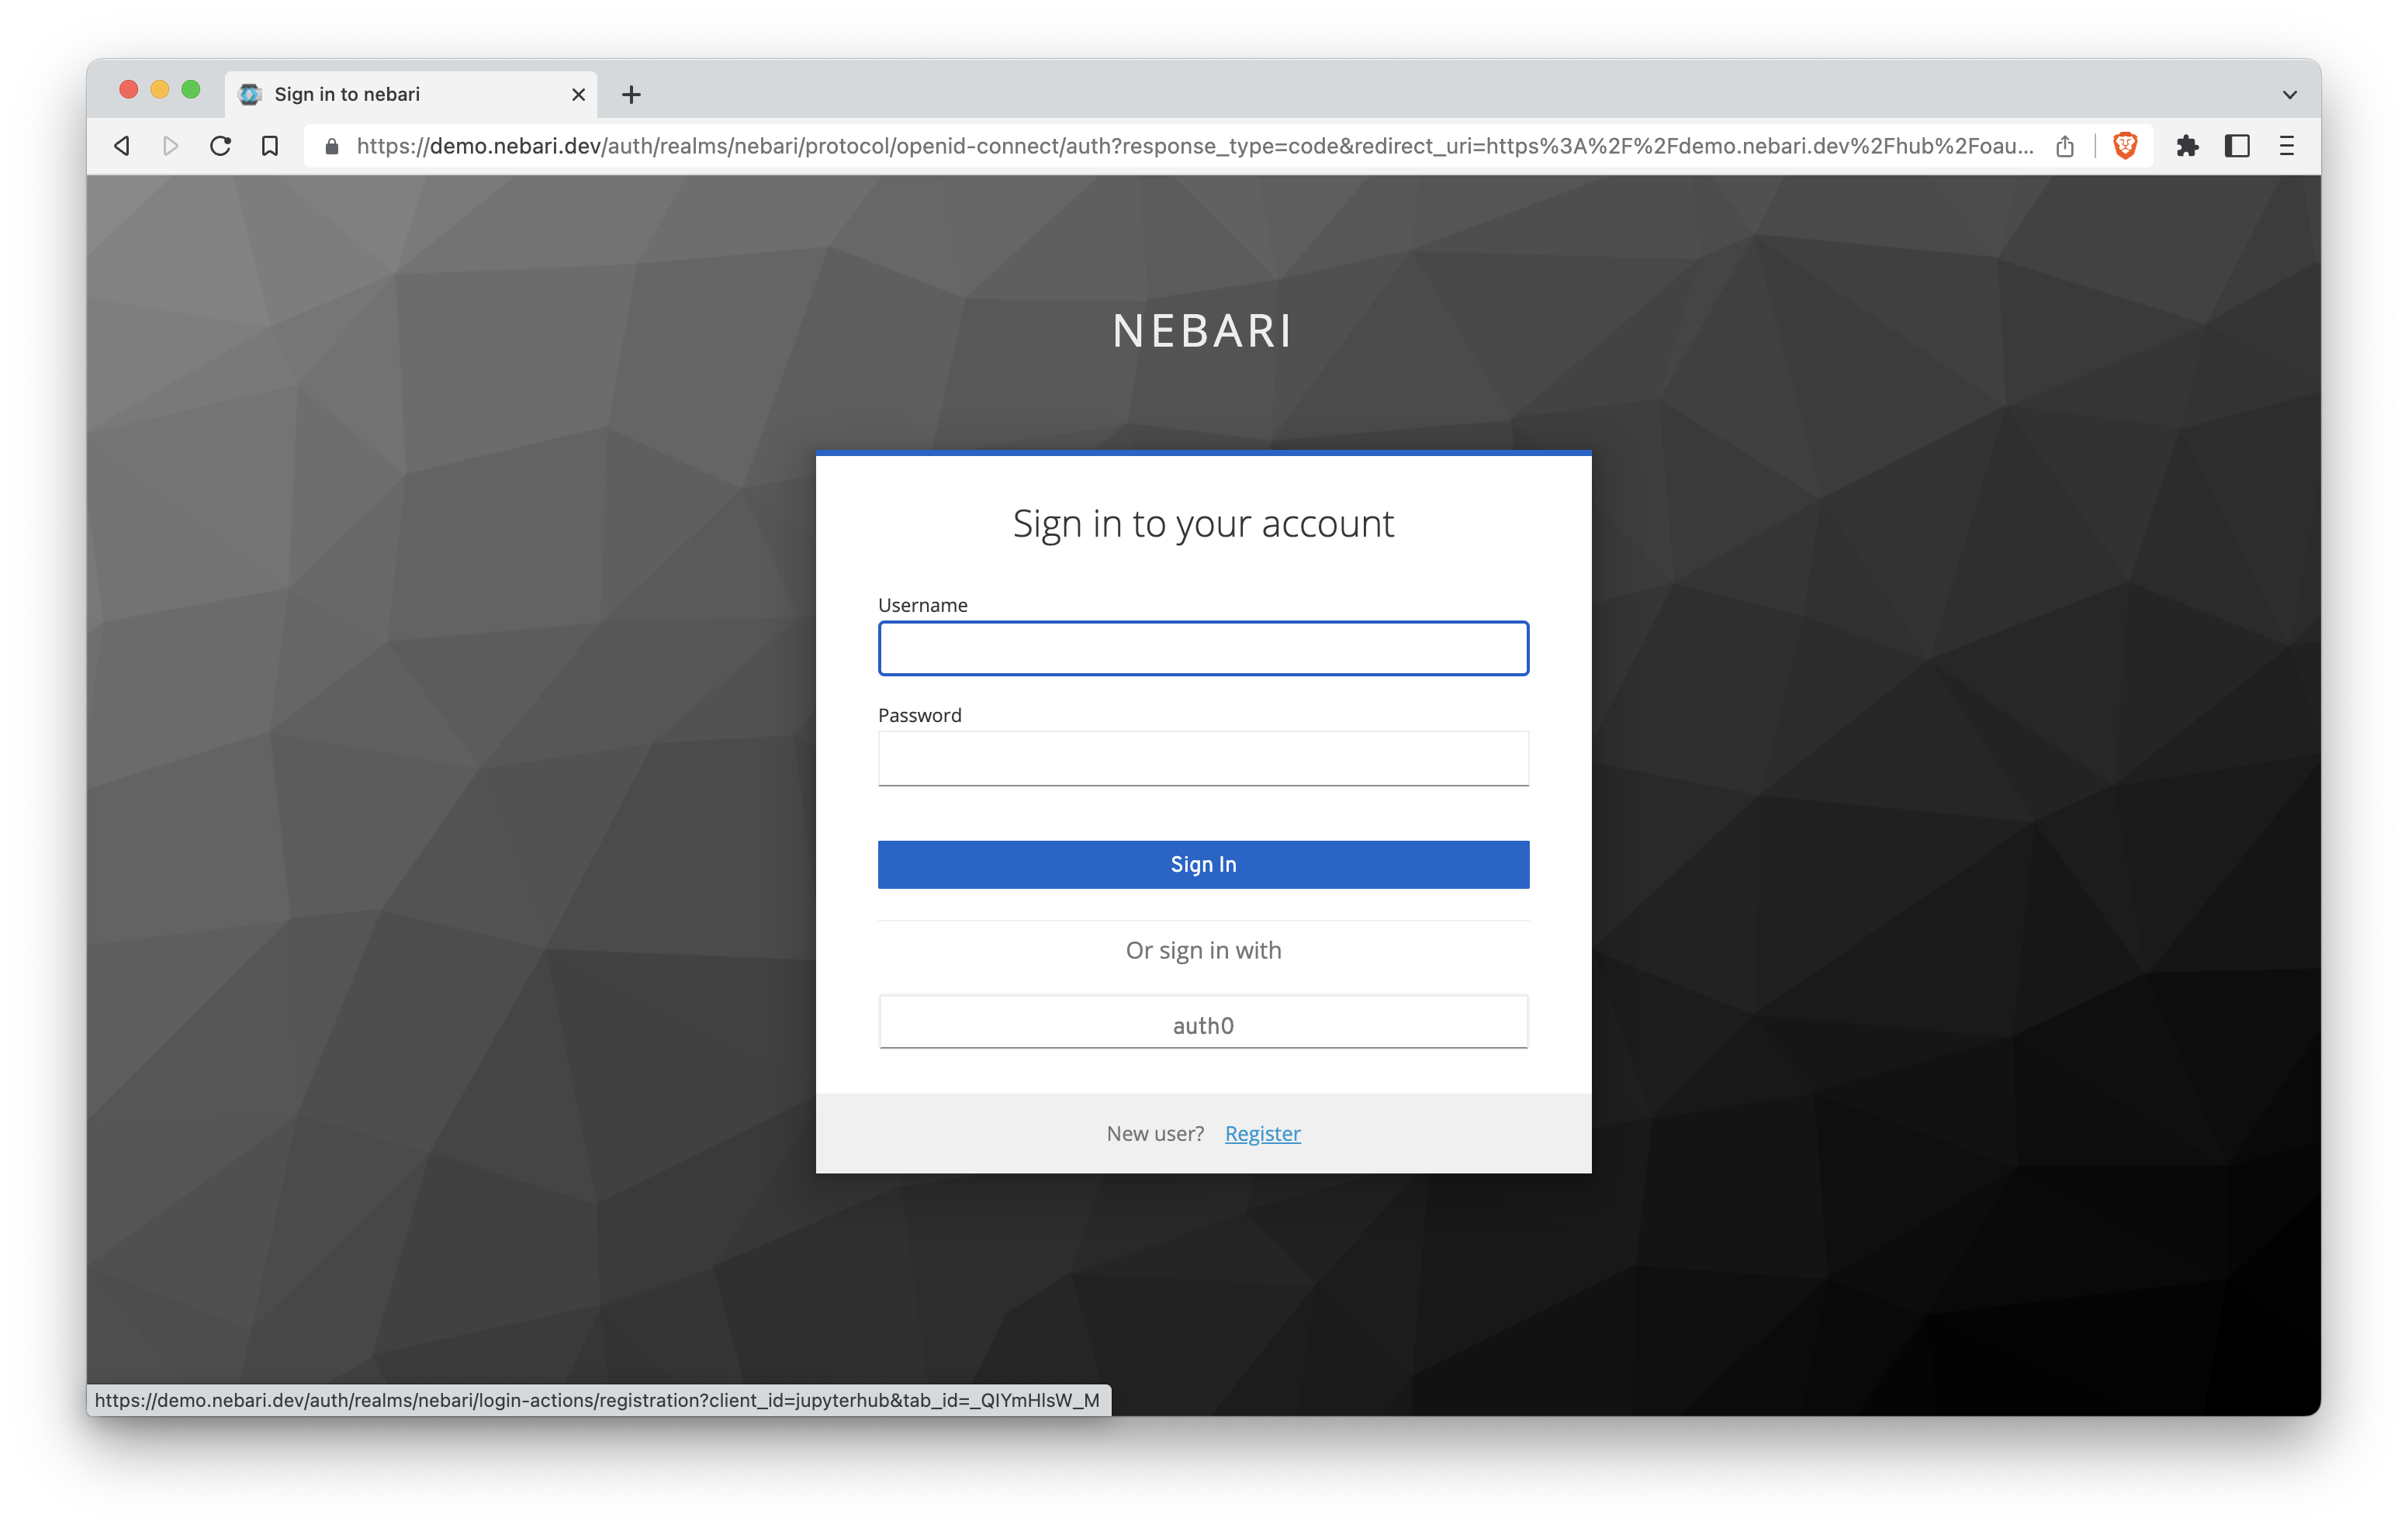 Sign in to nebari
https://demo.nebari.dev/auth/realms/nebari/protocol/openid-connect/auth?response_type=code&redirect_uri=https%3A%2F%2Fdemo.nebari.dev%2Fhub%2Foau...
NEBARI
Sign in to your account
Username
Password
Sign In
Or sign in with
auth0
New user? Register
https://demo.nebari.dev/auth/realms/nebari/login-actions/registration?client_id=jupyterhub&tab_id=_QIYmHlsW_M